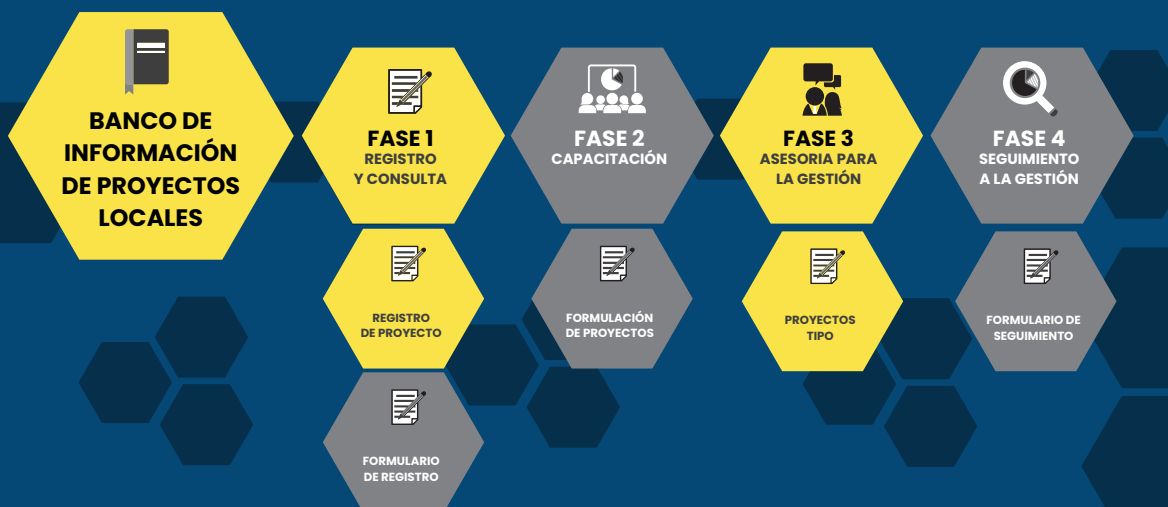 BANCO DE
INFORMACIÓN
DE PROYECTOS
LOCALES
FASE 1
REGISTRO
Y CONSULTA
FASE 2
CAPACITACIÓN
FASE 3
ASESORIA PARA
LA GESTIÓN
FASE 4
SEGUIMIENTO
A LA GESTIÓN
REGISTRO
DE PROYECTO
FORMULACIÓN
DE PROYECTOS
PROYECTOS
TIPO
FORMULARIO DE
SEGUIMIENTO
FORMULARIO
DE REGISTRO